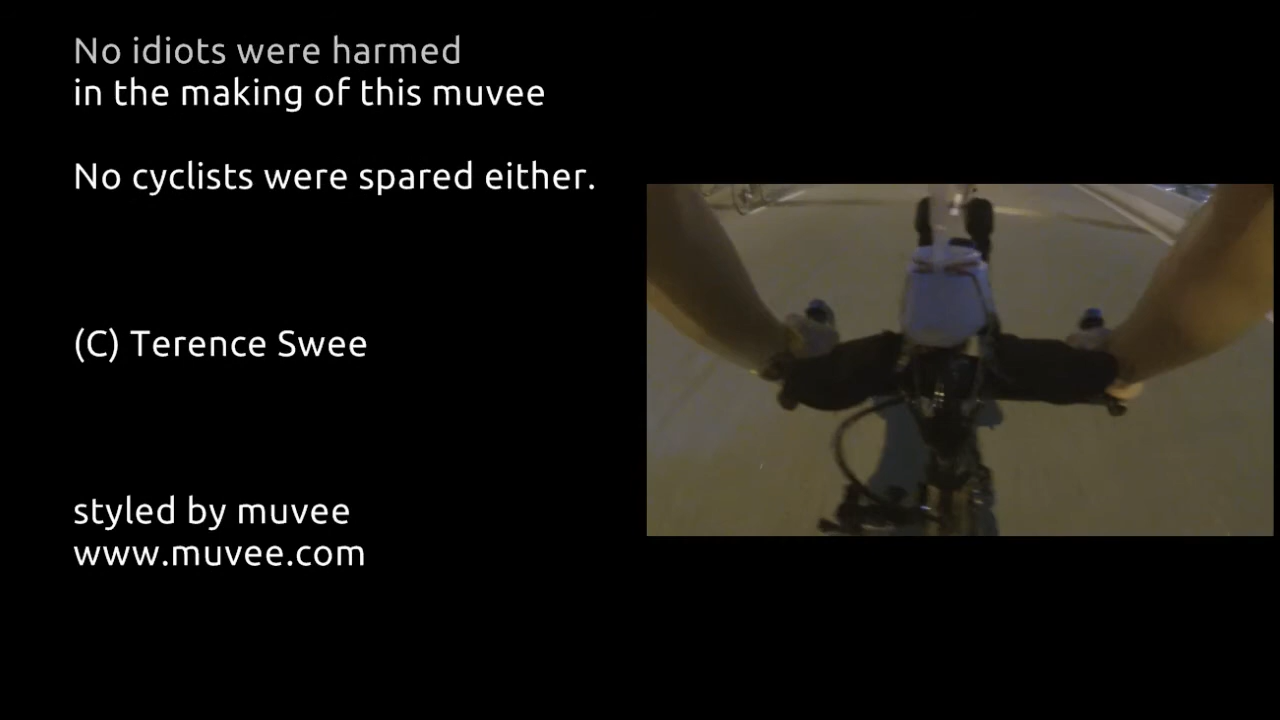 No idiots were harmed
in the making of this muvee
No cyclists were spared either.
(C) Terence Swee
styled by muvee
www.muvee.com